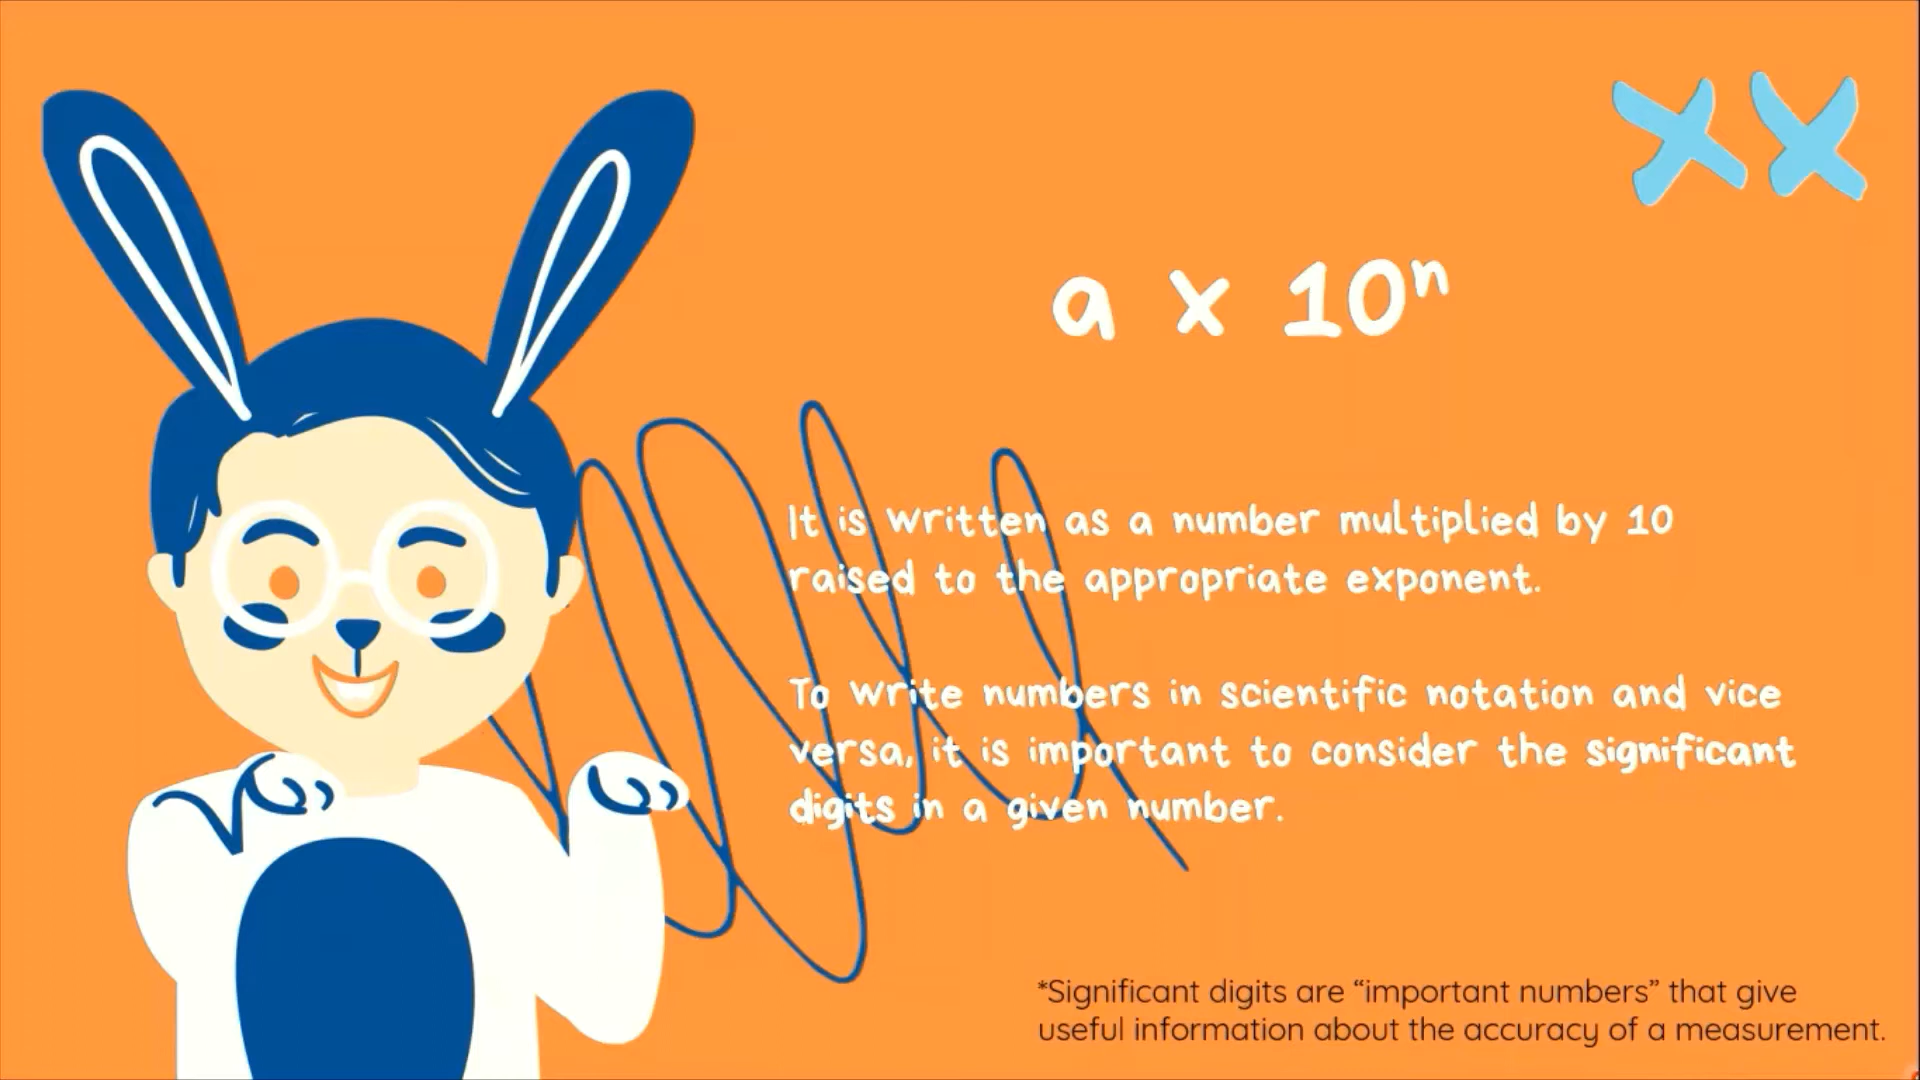 a x 10ⁿ
It is written as a number multiplied by 10
raised to the appropriate exponent.
To write numbers in scientific notation and vice
versa, it is important to consider the significant
digits in a given number.
*Significant digits are “important numbers” that give
useful information about the accuracy of a measurement.